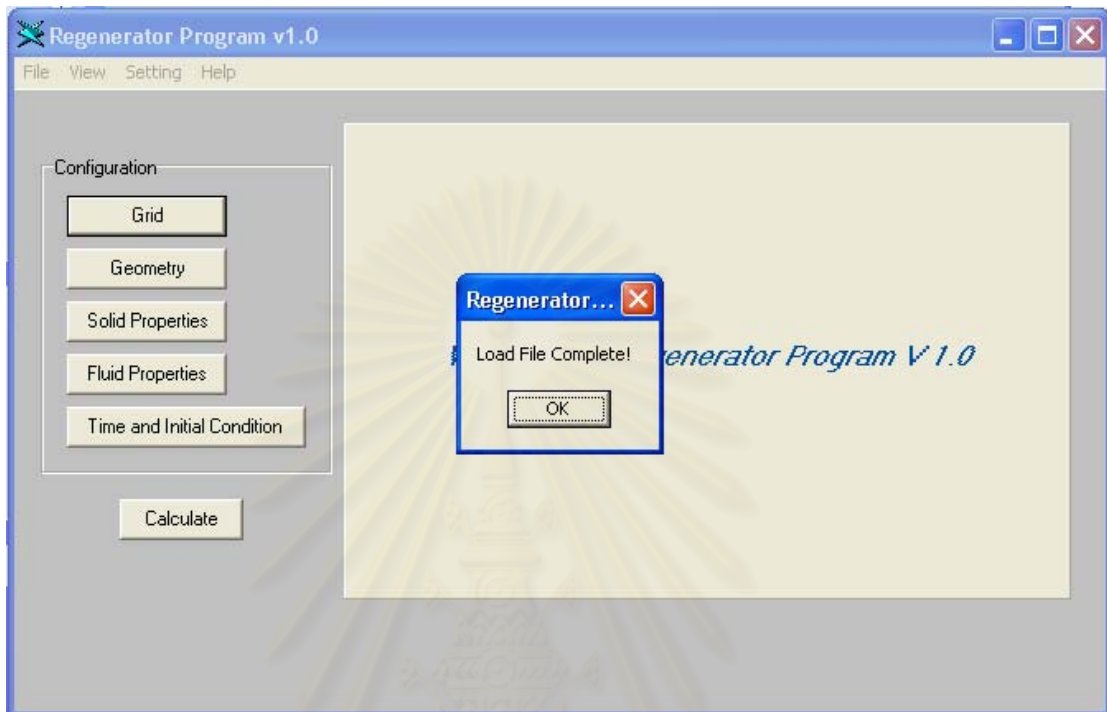 Regenerator Program v1.0
File View Setting Help
Configuration
Grid
Geometry
Solid Properties
Fluid Properties
Time and Initial Condition
Calculate
Regenerator...
Load File Complete!
OK
Program V 1.0